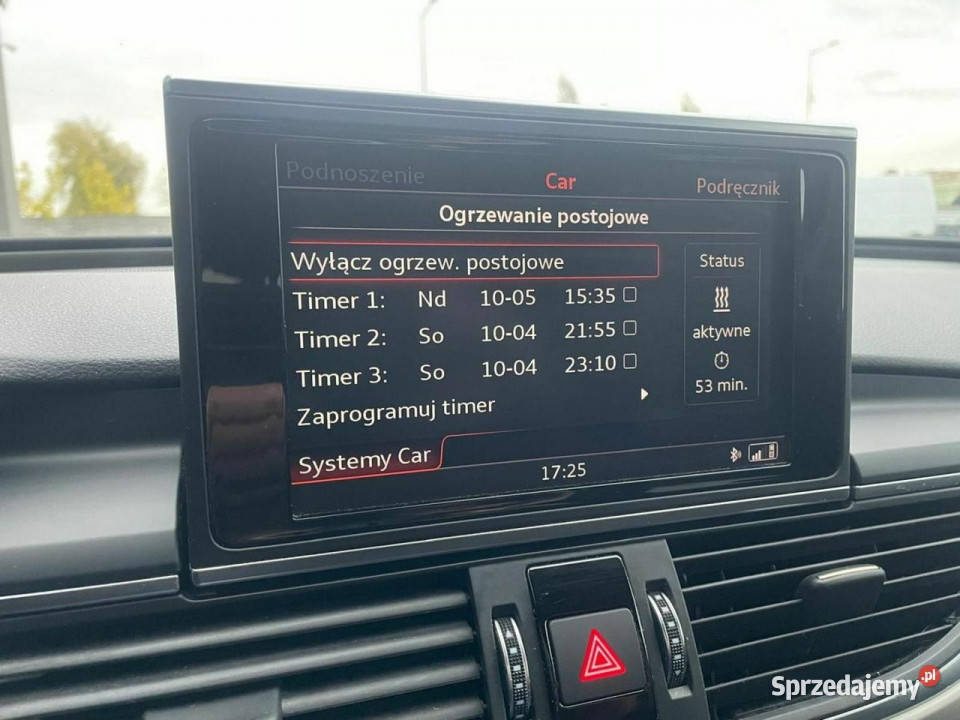 Podnoszenie Car Podręcznik
Ogrzewanie postojowe
Wyłącz ogrzew. postojowe
Timer 1: Nd 10-05 15:35
Timer 2: So 10-04 21:55
Timer 3: So 10-04 23:10
Zaprogramuj timer
Status
aktywne
53 min.
Systemy Car
17:25
Sprzedajemy.pl